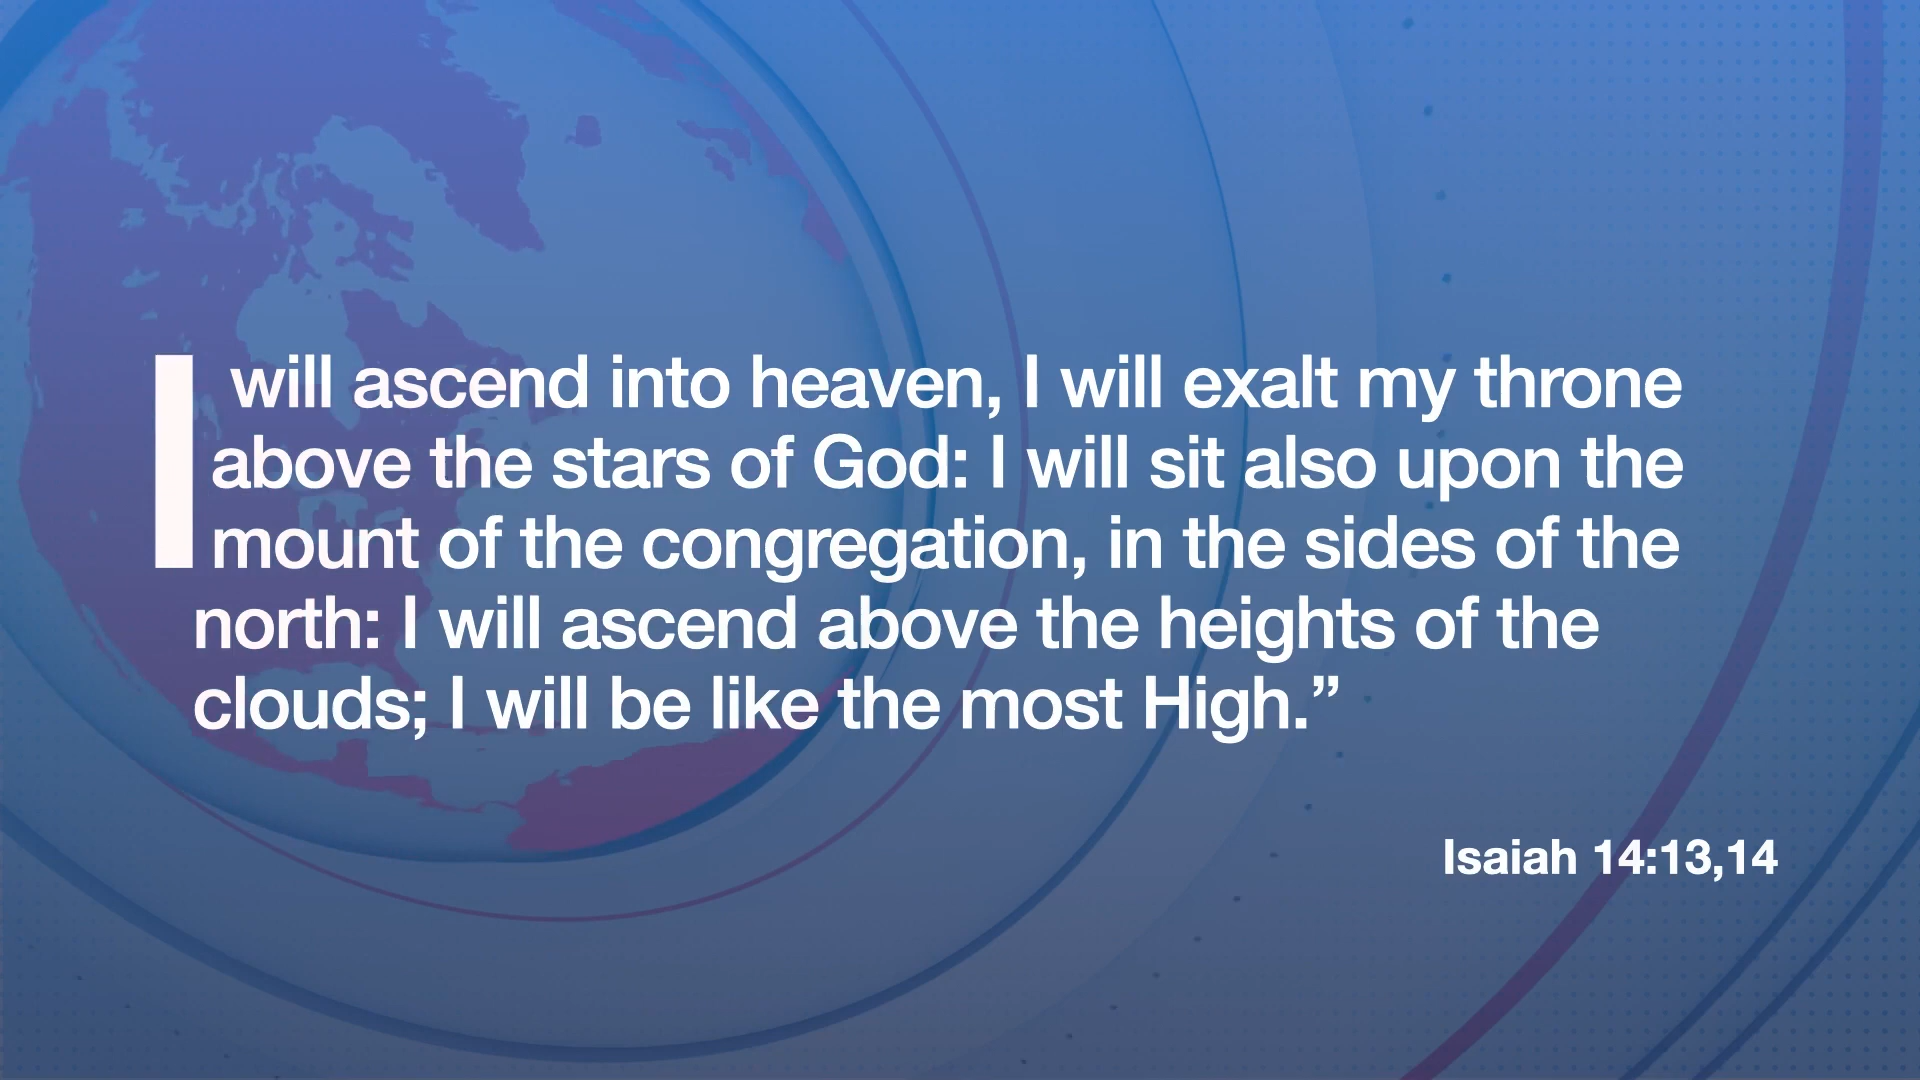 I will ascend into heaven, I will exalt my throne
above the stars of God: I will sit also upon the
mount of the congregation, in the sides of the
north: I will ascend above the heights of the
clouds; I will be like the most High.”
Isaiah 14:13,14